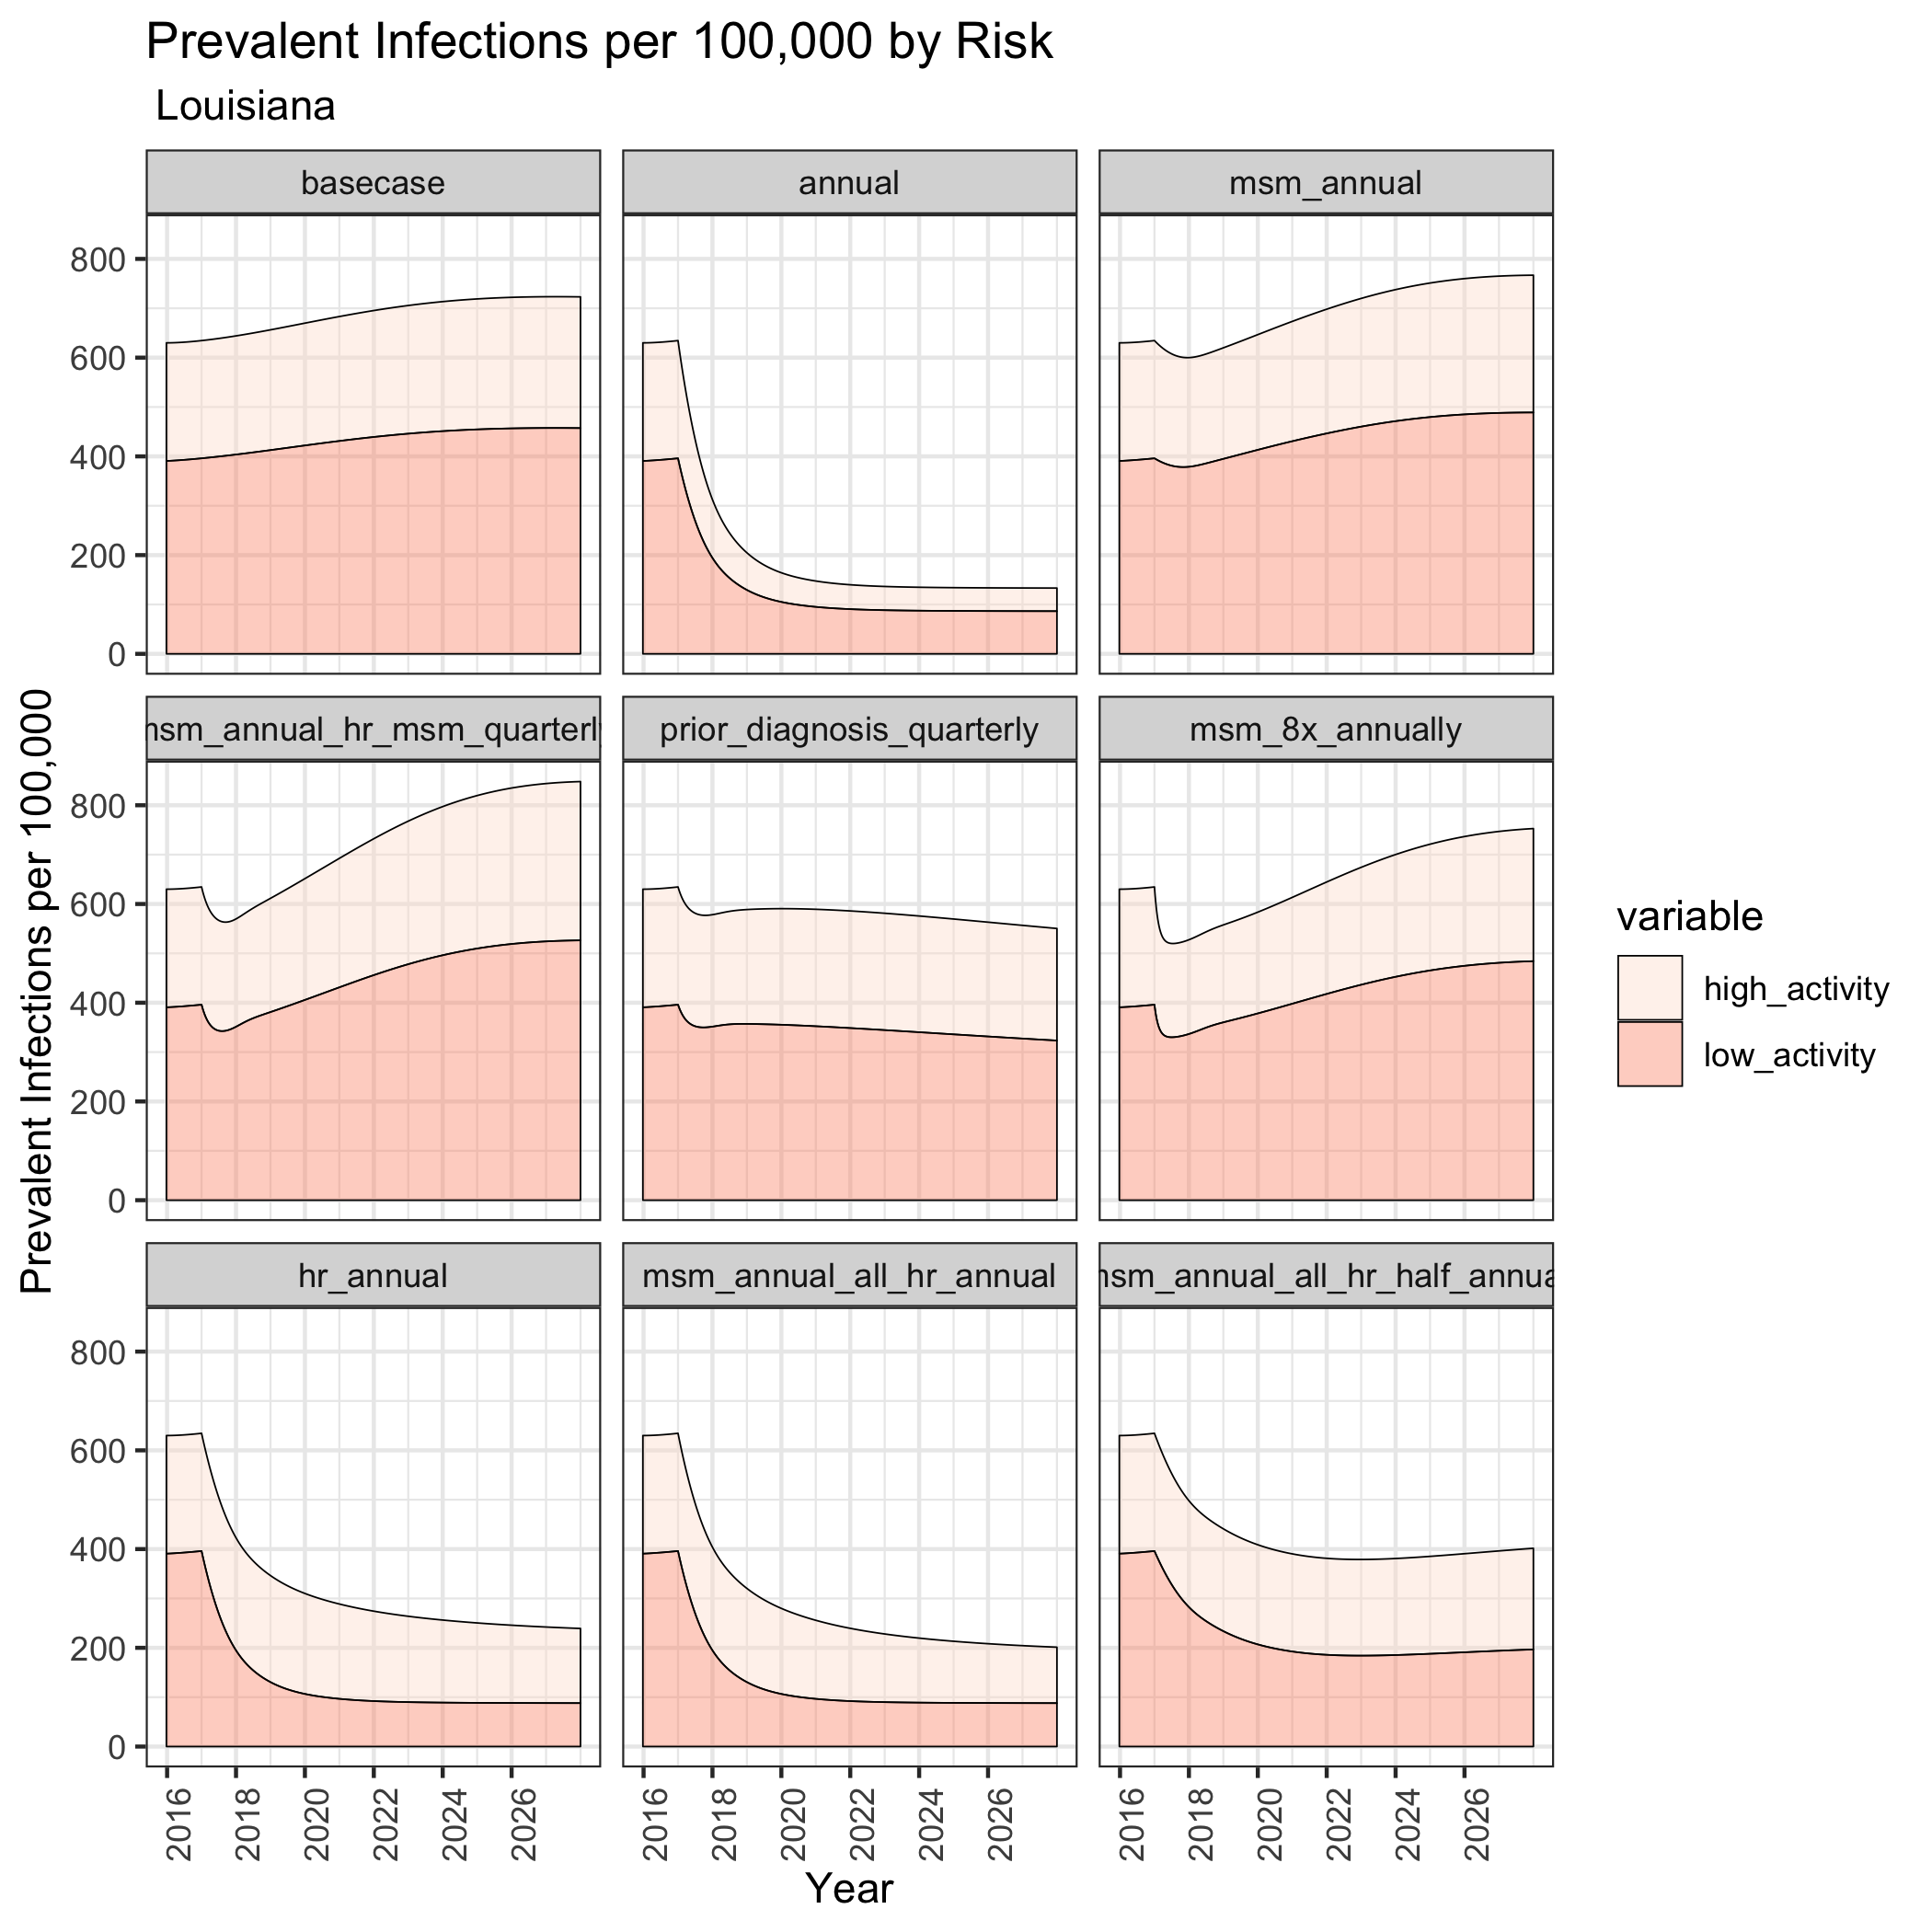 Prevalent Infections per 100,000 by Risk
Louisiana
basecase
annual
msm_annual
800
600
400
200
0
msm_annual_hr_msm_quarterly
prior_diagnosis_quarterly
msm_8x_annually
800
600
400
200
0
hr_annual
msm_annual_all_hr_annual
msm_annual_all_hr_half_annual
800
600
400
200
0
2016 2018 2020 2022 2024 2026
2016 2018 2020 2022 2024 2026
2016 2018 2020 2022 2024 2026
Year
Prevalent Infections per 100,000
variable
high_activity
low_activity